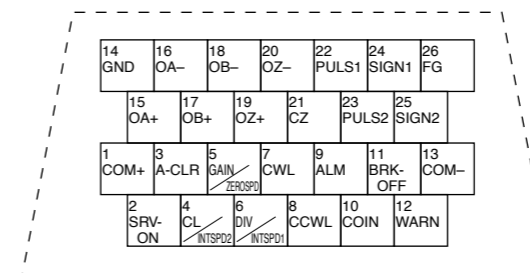 14 16 18 20 22 24 26
GND OA– OB– OZ– PULS1 SIGN1 FG
15 17 19 21 23 25
OA+ OB+ OZ+ CZ PULS2 SIGN2
1 3 5 7 9 11 13
COM+ A-CLR GAIN CWL ALM BRK- COM–
ZEROSPD OFF
2 4 6 8 10 12
SRV- CL DIV CCWL COIN WARN
ON INTSPD2 INTSPD1